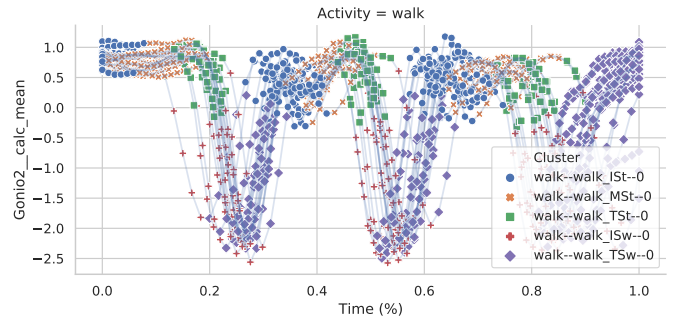 Activity = walk
Gonio2__calc_mean
1.0
0.5
0.0
−0.5
−1.0
−1.5
−2.0
−2.5
Cluster
walk--walk_ISt--0
walk--walk_MSt--0
walk--walk_TSt--0
walk--walk_ISw--0
walk--walk_TSw--0
0.0 0.2 0.4 0.6 0.8 1.0
Time (%)